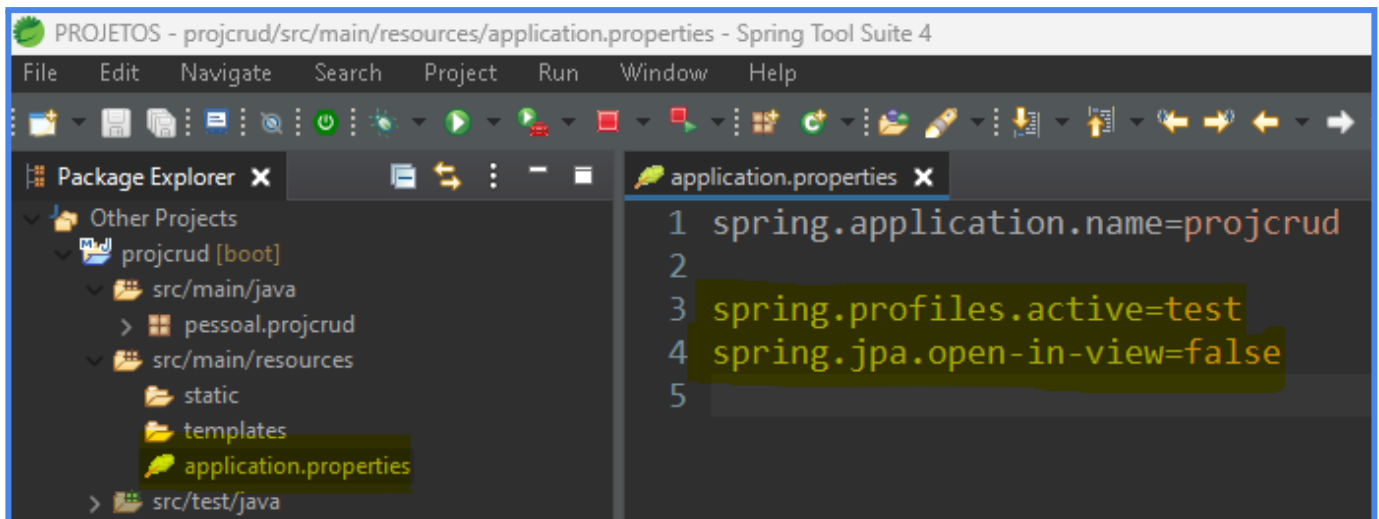 PROJETOS - projcrud/src/main/resources/application.properties - Spring Tool Suite 4
File Edit Navigate Search Project Run Window Help
Package Explorer
Other Projects
projcrud [boot]
src/main/java
pessoal.projcrud
src/main/resources
static
templates
application.properties
src/test/java
application.properties
1 spring.application.name=projcrud
2
3 spring.profiles.active=test
4 spring.jpa.open-in-view=false
5